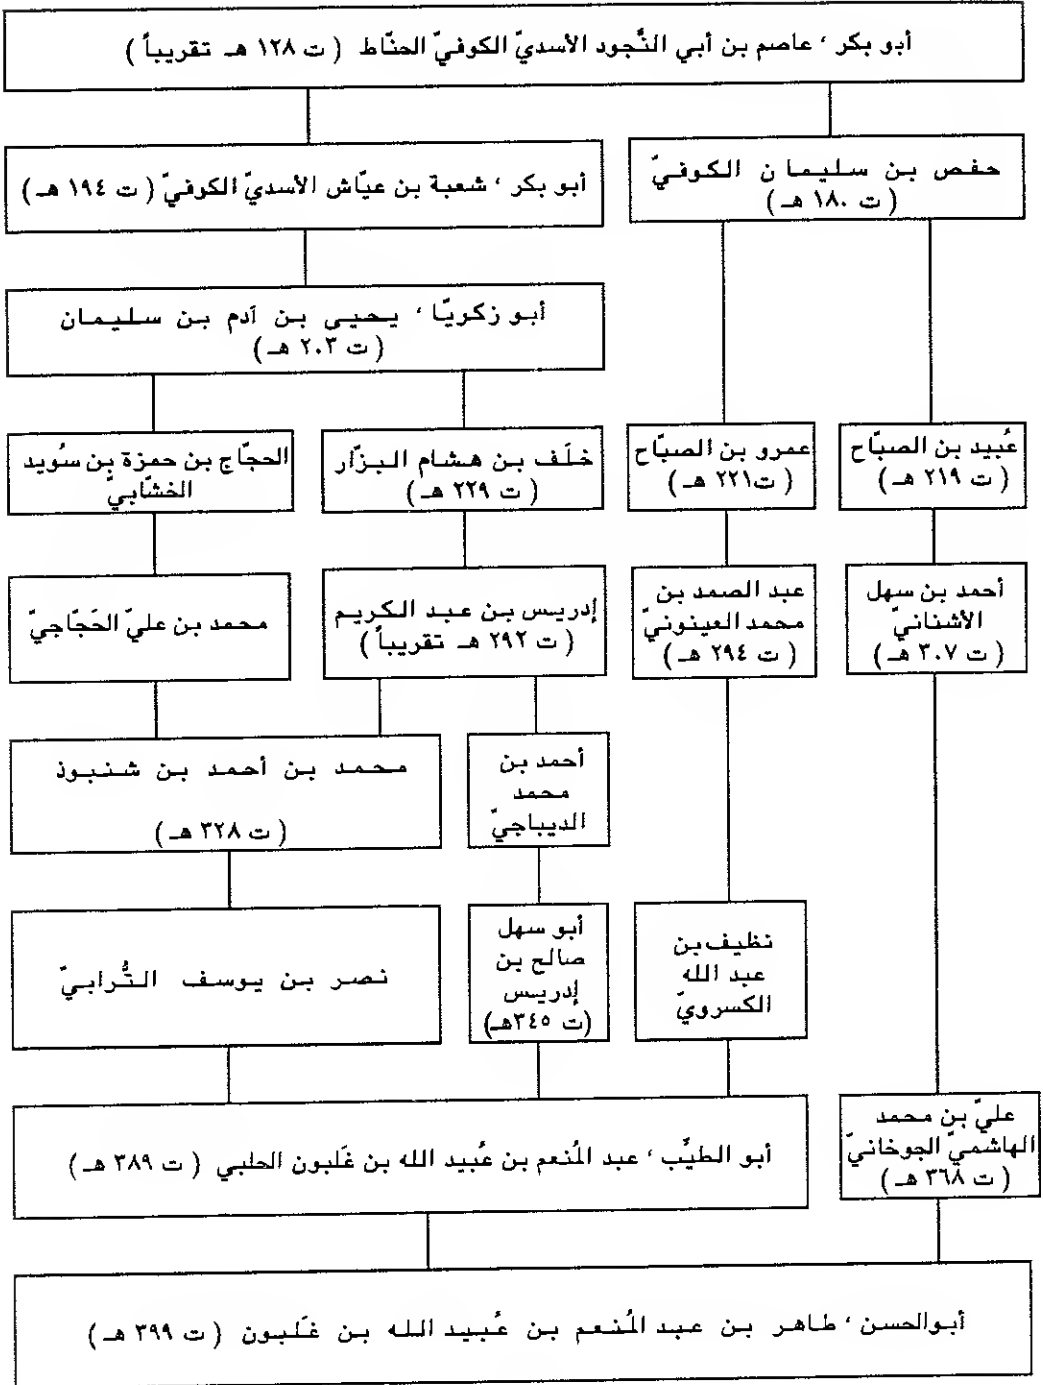 أبو بكر ، عاصم بن أبي النَّجود الأسديّ الكوفيّ الحنّاط ( ت ١٢٨ هـ تقريباً )
حفص بن سليمان الكوفيّ
( ت ١٨٠ هـ )
أبو بكر ، شعبة بن عيّاش الأسديّ الكوفيّ ( ت ١٩٤ هـ )
أبو زكويّا ، يحيى بن آدم بن سليمان
( ت ٢٠٣ هـ )
عُبيد بن الصبّاح
( ت ٢١٩ هـ )
عمرو بن الصبّاح
( ت٢٢١ هـ )
خلَف بن هشام البزّار
( ت ٢٢٩ هـ )
الحجّاج بن حمزة بن سُويد
الخشّابيّ
أحمد بن سهل
الأشنانيّ
( ت ٣٠٧ هـ )
عبد الصمد بن
محمد العينونيّ
( ت ٢٩٤ هـ )
إدريس بن عبد الكريم
( ت ٢٩٢ هـ تقريباً )
محمد بن عليّ الحَجّاجيّ
أحمد بن
محمد
الديباجيّ
محمد بن أحمد بن شنبوذ
( ت ٣٢٨ هـ )
نظيف بن
عبد الله
الكسرويّ
أبو سهل
صالح بن
إدريس
(ت ٣٤٥هـ)
نصر بن يوسف التُّرابيّ
عليّ بن محمد
الهاشميّ الجوخانيّ
( ت ٣٦٨ هـ )
أبو الطيِّب ، عبد المُنعم بن عُبيد الله بن غَلبون الحلبي ( ت ٣٨٩ هـ )
أبوالحسن ، طاهر بن عبد المُنعم بن عُبيد الله بن غَلبون ( ت ٣٩٩ هـ )